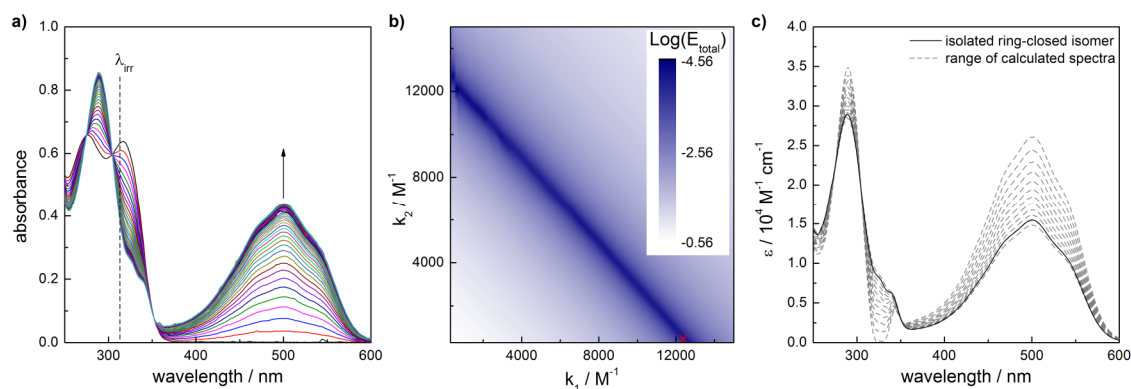 a)
1.0
0.8
0.6
0.4
0.2
0.0
absorbance
λirr
300
400
500
600
wavelength / nm
b)
12000
8000
4000
k2 / M-1
Log(Etotal)
-4.56
-2.56
-0.56
4000
8000
12000
k1 / M-1
c)
4.0
3.5
3.0
2.5
2.0
1.5
1.0
0.5
0.0
ε / 10⁴ M⁻¹ cm⁻¹
isolated ring-closed isomer
range of calculated spectra
300
400
500
600
wavelength / nm